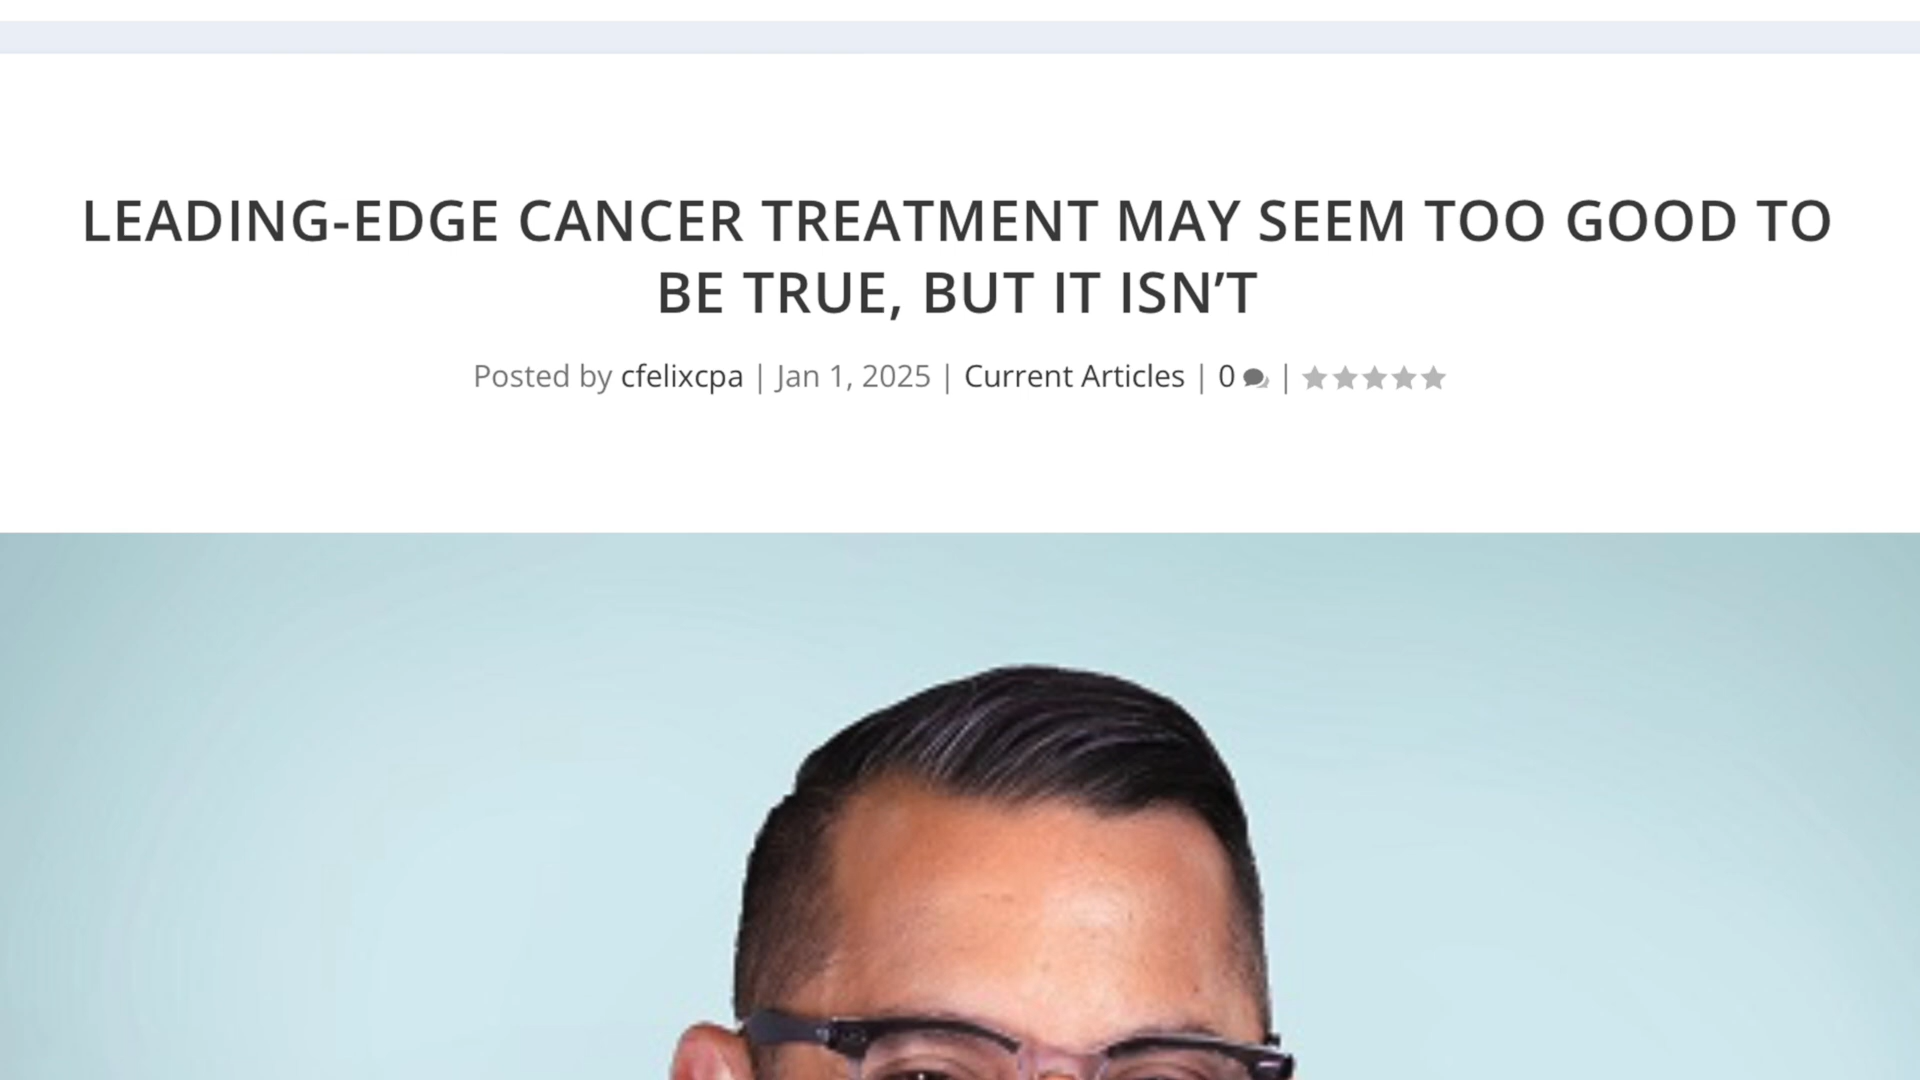 LEADING-EDGE CANCER TREATMENT MAY SEEM TOO GOOD TO
BE TRUE, BUT IT ISN’T
Posted by cfelixcpa | Jan 1, 2025 | Current Articles | 0 |